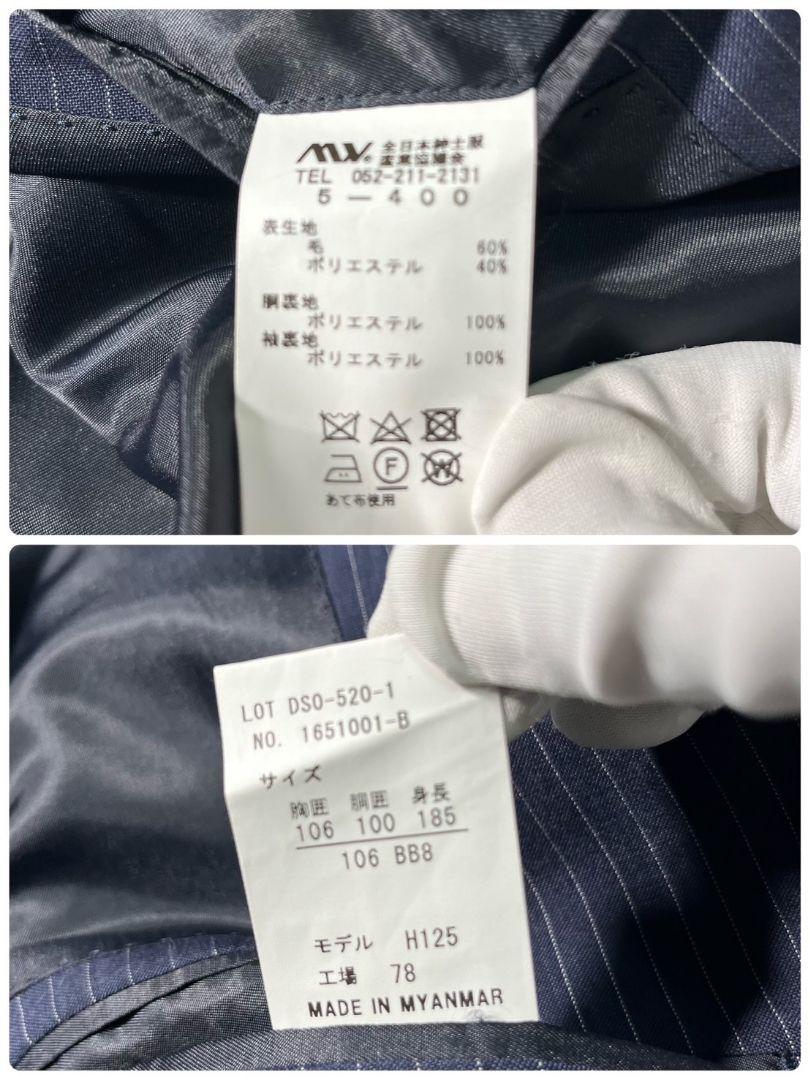 MW® 全日本紳士服
産業協議会
TEL 052-211-2131
5-400
表生地
毛 60%
ポリエステル 40%
胴裏地
ポリエステル 100%
袖裏地
ポリエステル 100%
F W
あて布使用
LOT DSO-520-1
NO. 1651001-B
サイズ
胸囲 胴囲 身長
106 100 185
106 BB8
モデル H125
工場 78
MADE IN MYANMAR